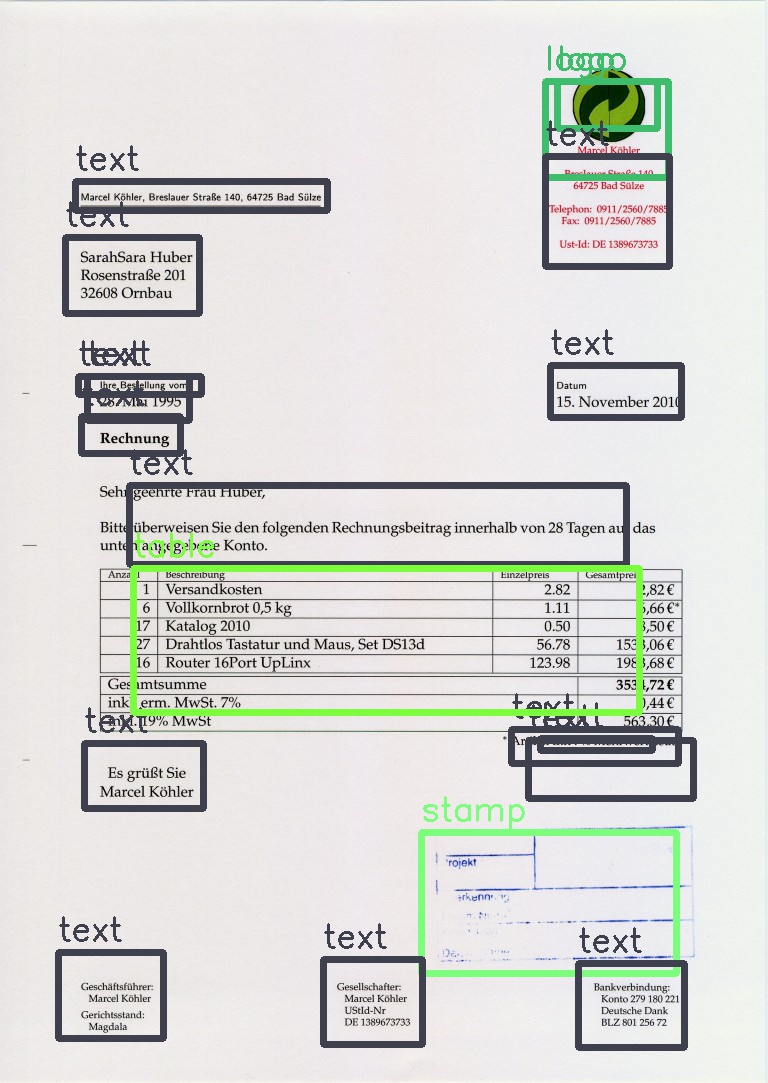 logo
logo
text
Marcel Köhler
64725 Bad Sülze
Telephon: 0911/2560/7885
Fax: 0911/2560/7885
Ust-Id: DE 1389673733
text
Marcel Köhler, Breslauer Straße 140, 64725 Bad Sülze
text
SarahSara Huber
Rosenstraße 201
32608 Ornbau
text
text
Ihre Bestellung vom
text
28. Mai 1995
Rechnung
text
Datum
15. November 2010
text
Sehr geehrte Frau Huber,
Bitte überweisen Sie den folgenden Rechnungsbeitrag innerhalb von 28 Tagen auf das
unten angegebene Konto.
table
Anzahl Beschreibung Einzelpreis Gesamtpreis
1 Versandkosten 2.82 2,82 €
6 Vollkornbrot 0,5 kg 1.11 6,66 €*
17 Katalog 2010 0.50 8,50 €
27 Drahtlos Tastatur und Maus, Set DS13d 56.78 1533,06 €
16 Router 16Port UpLinx 123.98 1983,68 €
Gesamtsumme 3534,72 €
inkl. erm. MwSt. 7% 0,44 €
inkl. 19% MwSt 563,30 €
text
text
text
Es grüßt Sie
Marcel Köhler
stamp
rojekt
text
Geschäftsführer:
Marcel Köhler
Gerichtsstand:
Magdala
text
Gesellschafter:
Marcel Köhler
UStId-Nr
DE 1389673733
text
Bankverbindung:
Konto 279 180 221
Deutsche Dank
BLZ 801 256 72